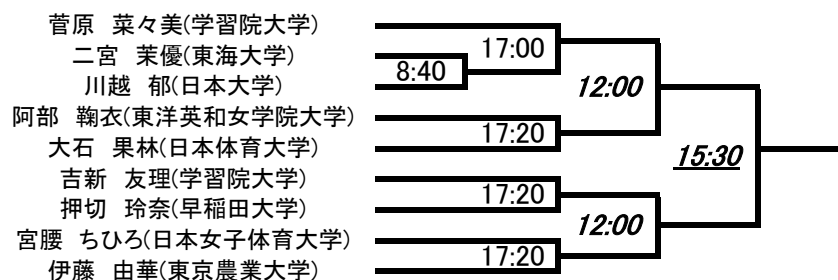 菅原 菜々美(学習院大学)
二宮 茉優(東海大学)
川越 郁(日本大学)
阿部 鞠衣(東洋英和女学院大学)
大石 果林(日本体育大学)
吉新 友理(学習院大学)
押切 玲奈(早稲田大学)
宮腰 ちひろ(日本女子体育大学)
伊藤 由華(東京農業大学)
8:40
17:00
17:20
17:20
17:20
12:00
12:00
15:30